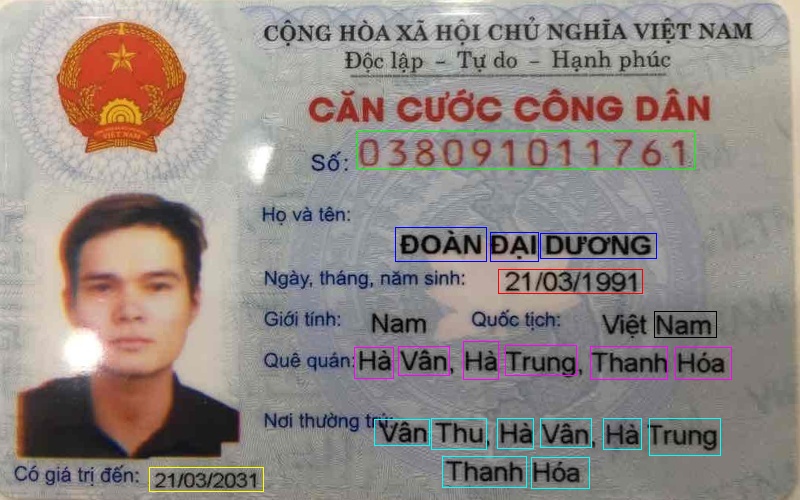 CỘNG HÒA XÃ HỘI CHỦ NGHĨA VIỆT NAM
Độc lập - Tự do - Hạnh phúc
CĂN CƯỚC CÔNG DÂN
Số: 038091011761
Họ và tên:
ĐOÀN ĐẠI DƯƠNG
Ngày, tháng, năm sinh: 21/03/1991
Giới tính: Nam Quốc tịch: Việt Nam
Quê quán: Hà Vân, Hà Trung, Thanh Hóa
Nơi thường trú: Vân Thu, Hà Vân, Hà Trung
Thanh Hóa
Có giá trị đến: 21/03/2031
VIỆT NAM